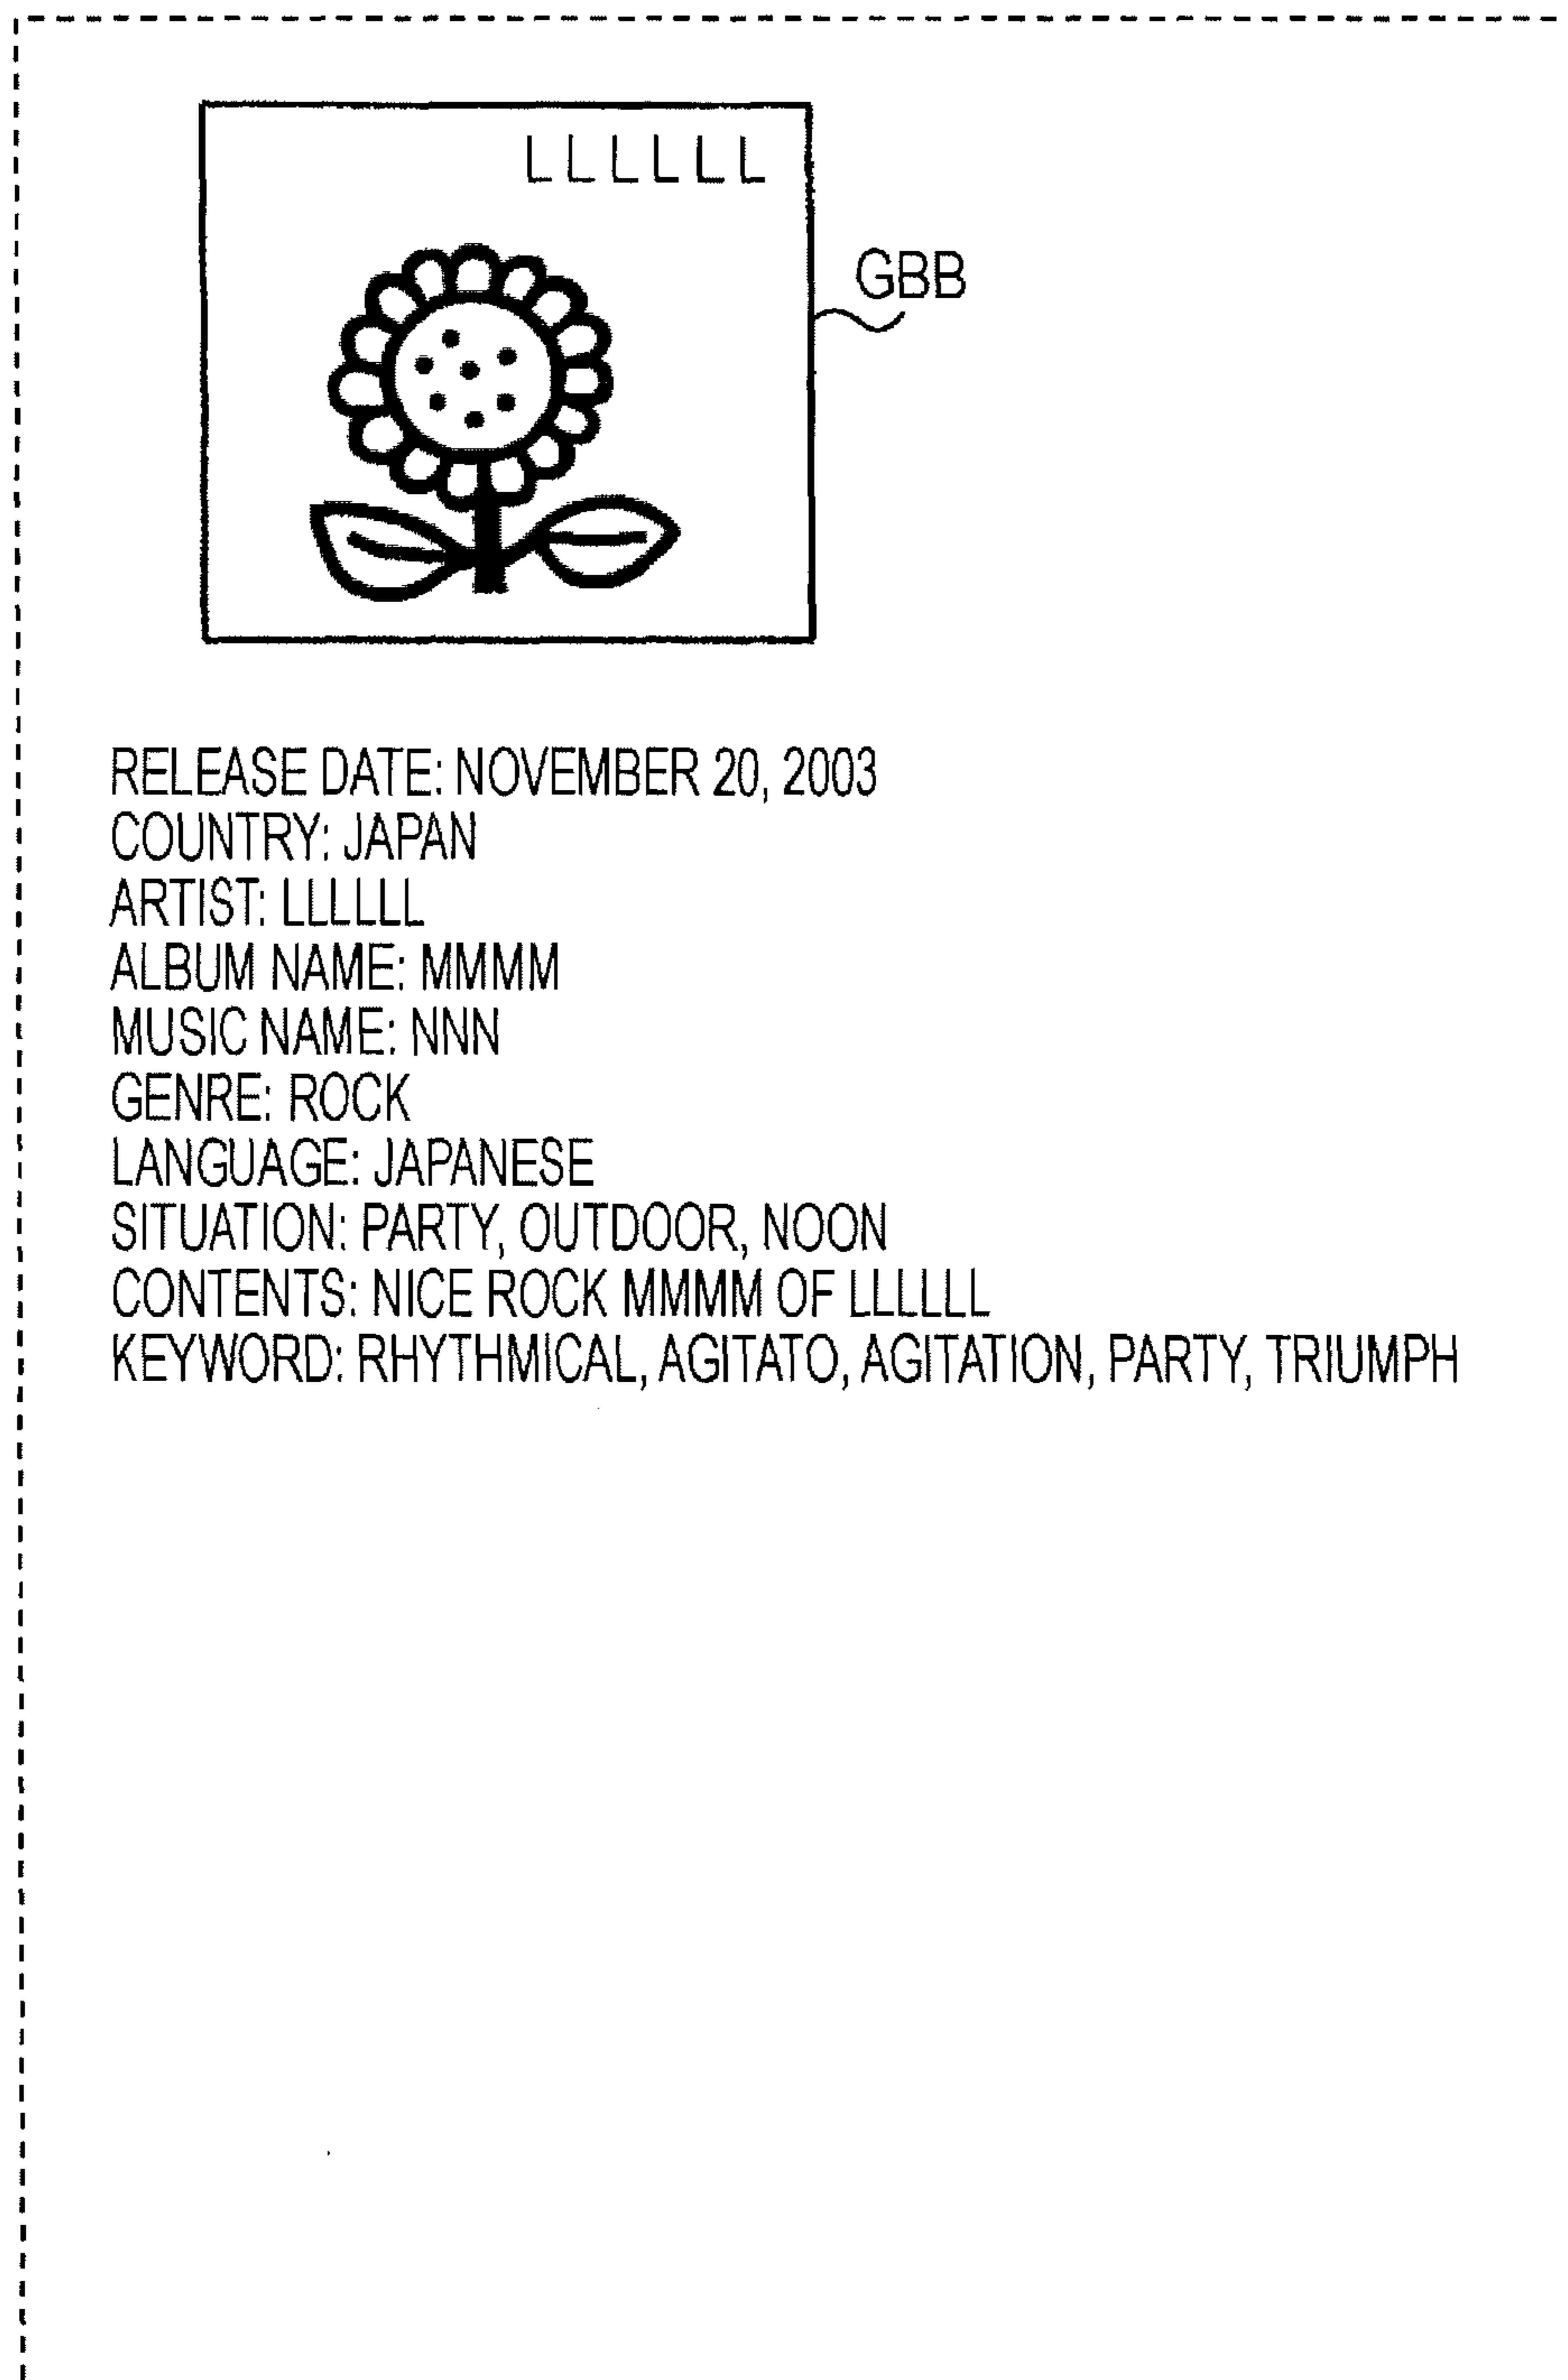 LLLLLL
GBB
RELEASE DATE: NOVEMBER 20, 2003
COUNTRY: JAPAN
ARTIST: LLLLLL
ALBUM NAME: MMMM
MUSIC NAME: NNN
GENRE: ROCK
LANGUAGE: JAPANESE
SITUATION: PARTY, OUTDOOR, NOON
CONTENTS: NICE ROCK MMMM OF LLLLLL
KEYWORD: RHYTHMICAL, AGITATO, AGITATION, PARTY, TRIUMPH